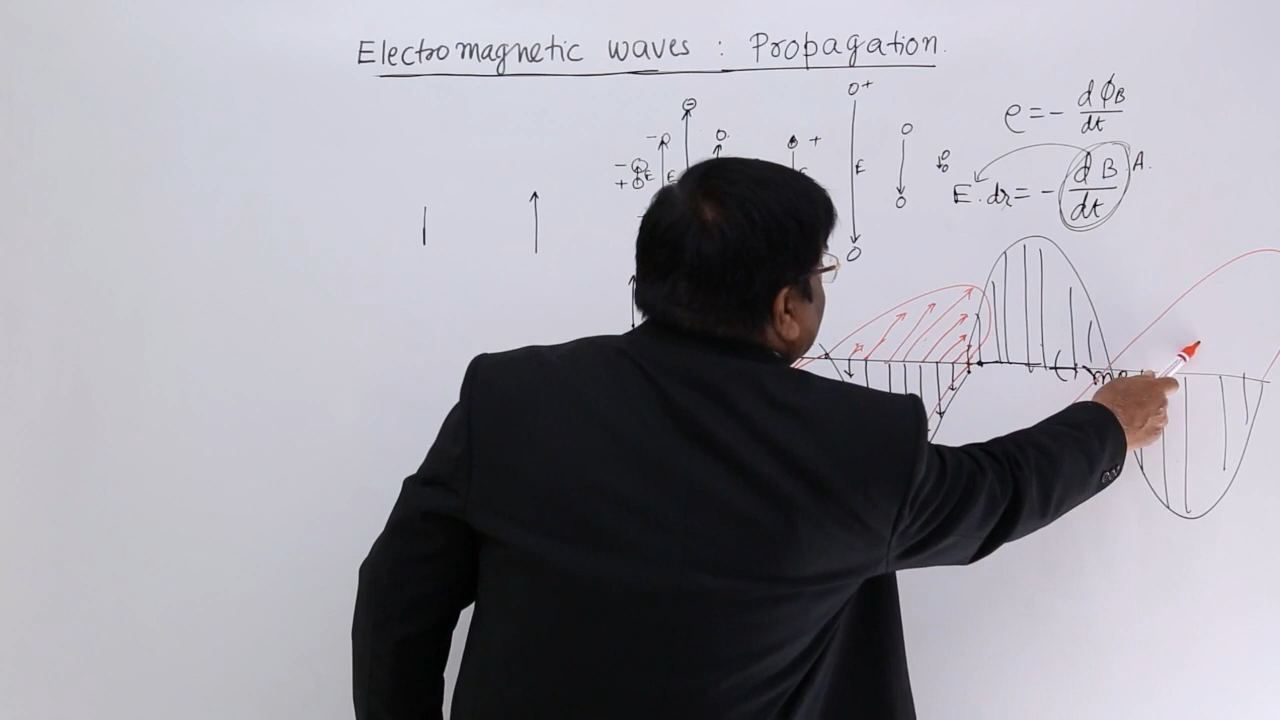 Electromagnetic waves : Propagation.
e = - dϕB/dt
E . dr = - dB/dt A.
- - O.
- E E + E E
+
O+
O O
O O